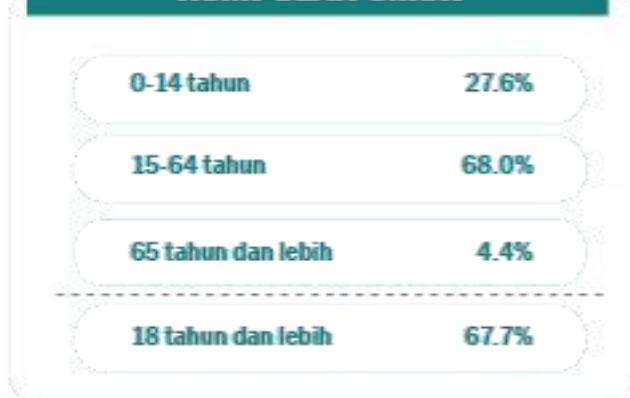 0-14 tahun 27.6%
15-64 tahun 68.0%
65 tahun dan lebih 4.4%
18 tahun dan lebih 67.7%